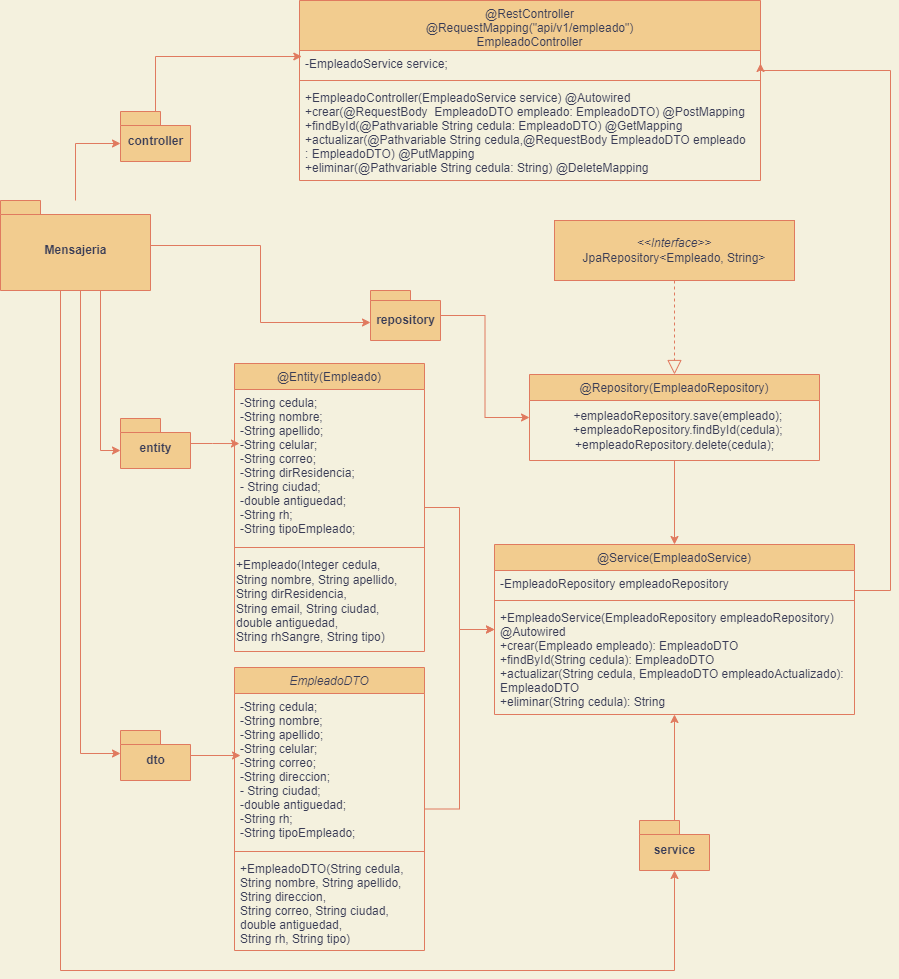 @RestController
@RequestMapping("api/v1/empleado")
EmpleadoController
-EmpleadoService service;
+EmpleadoController(EmpleadoService service) @Autowired
+crear(@RequestBody  EmpleadoDTO empleado: EmpleadoDTO) @PostMapping
+findById(@Pathvariable String cedula: EmpleadoDTO) @GetMapping
+actualizar(@Pathvariable String cedula,@RequestBody EmpleadoDTO empleado
: EmpleadoDTO) @PutMapping
+eliminar(@Pathvariable String cedula: String) @DeleteMapping
controller
Mensajeria
<<Interface>>
JpaRepository<Empleado, String>
repository
@Repository(EmpleadoRepository)
+empleadoRepository.save(empleado);
+empleadoRepository.findById(cedula);
+empleadoRepository.delete(cedula);
entity
@Entity(Empleado)
-String cedula;
-String nombre;
-String apellido;
-String celular;
-String correo;
-String dirResidencia;
- String ciudad;
-double antiguedad;
-String rh;
-String tipoEmpleado;
+Empleado(Integer cedula,
String nombre, String apellido,
String dirResidencia,
String email, String ciudad,
double antiguedad,
String rhSangre, String tipo)
@Service(EmpleadoService)
-EmpleadoRepository empleadoRepository
+EmpleadoService(EmpleadoRepository empleadoRepository)
@Autowired
+crear(Empleado empleado): EmpleadoDTO
+findById(String cedula): EmpleadoDTO
+actualizar(String cedula, EmpleadoDTO empleadoActualizado):
EmpleadoDTO
+eliminar(String cedula): String
dto
EmpleadoDTO
-String cedula;
-String nombre;
-String apellido;
-String celular;
-String correo;
-String direccion;
- String ciudad;
-double antiguedad;
-String rh;
-String tipoEmpleado;
+EmpleadoDTO(String cedula,
String nombre, String apellido,
String direccion,
String correo, String ciudad,
double antiguedad,
String rh, String tipo)
service